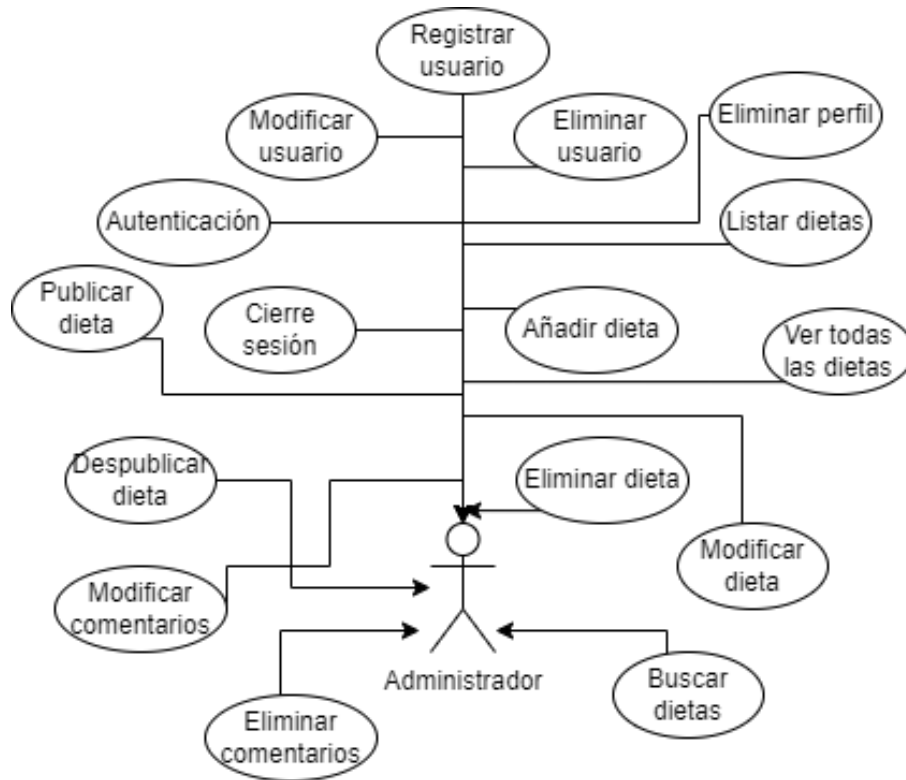 Registrar
usuario
Modificar
usuario
Eliminar
usuario
Eliminar perfil
Autenticación
Listar dietas
Publicar
dieta
Cierre
sesión
Añadir dieta
Ver todas
las dietas
Despublicar
dieta
Eliminar dieta
Modificar
dieta
Modificar
comentarios
Administrador
Buscar
dietas
Eliminar
comentarios